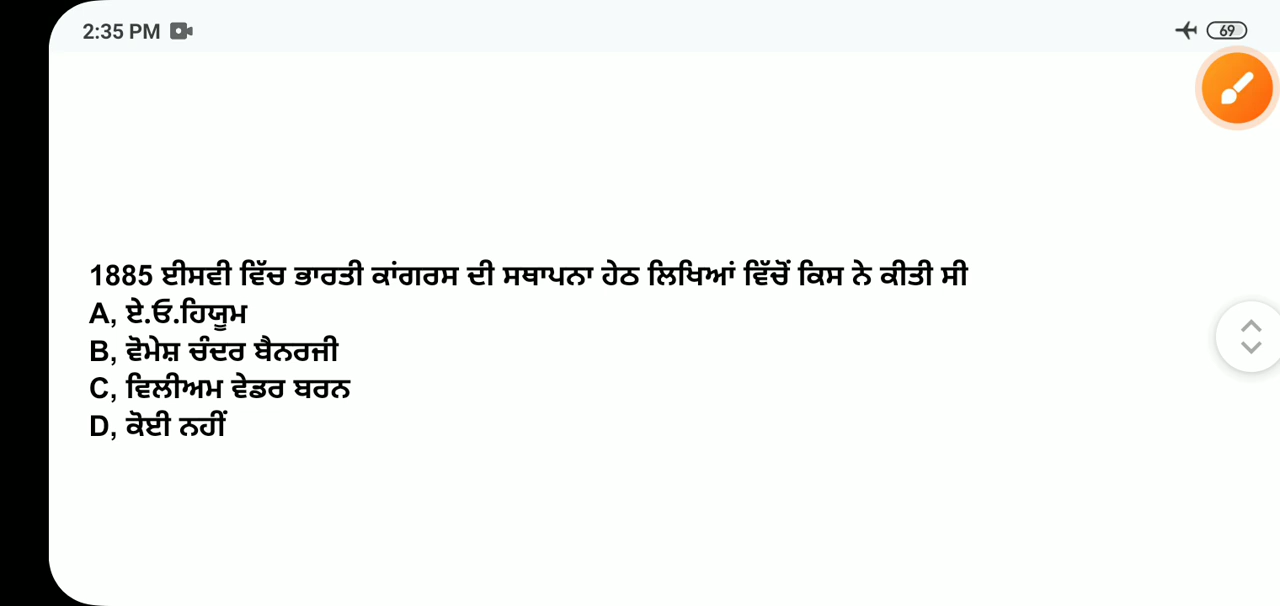 2:35 PM
69
1885 ਈਸਵੀ ਵਿੱਚ ਭਾਰਤੀ ਕਾਂਗਰਸ ਦੀ ਸਥਾਪਨਾ ਹੇਠ ਲਿਖਿਆਂ ਵਿੱਚੋਂ ਕਿਸ ਨੇ ਕੀਤੀ ਸੀ
A, ਏ.ਓ.ਹਿਯੂਮ
B, ਵੋਮੇਸ਼ ਚੰਦਰ ਬੈਨਰਜੀ
C, ਵਿਲੀਅਮ ਵੇਡਰ ਬਰਨ
D, ਕੋਈ ਨਹੀਂ